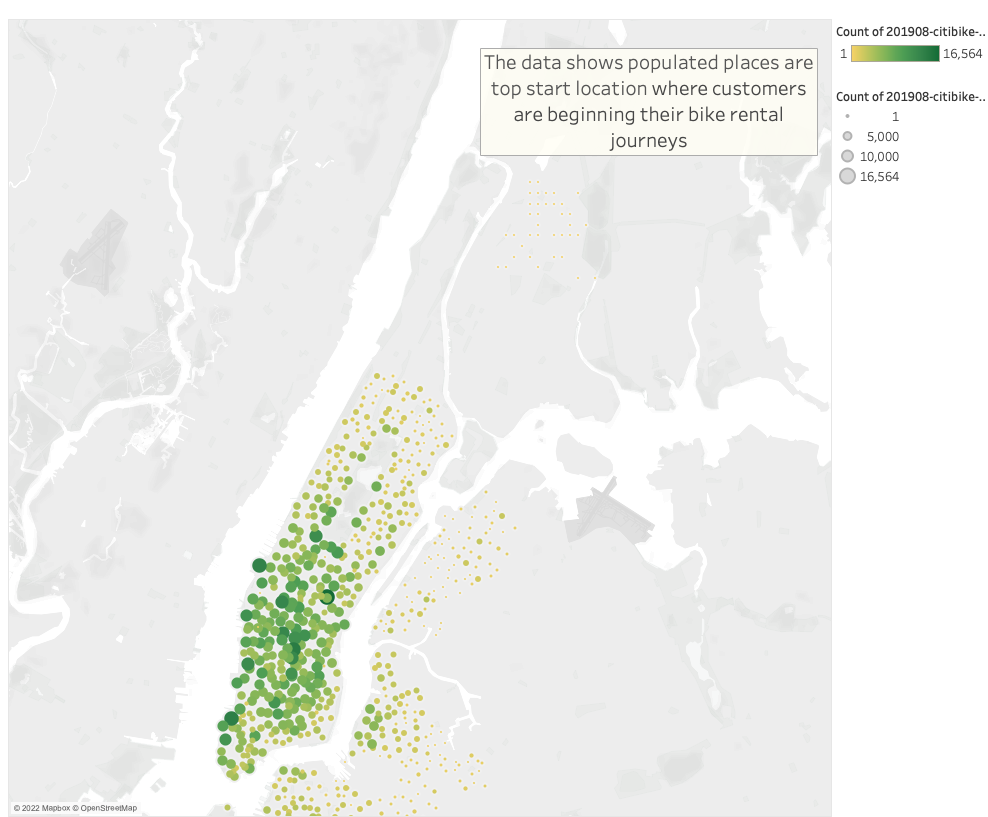 The data shows populated places are
top start location where customers
are beginning their bike rental
journeys
Count of 201908-citibike-..
1 16,564
Count of 201908-citibike-..
1
5,000
10,000
16,564
© 2022 Mapbox © OpenStreetMap